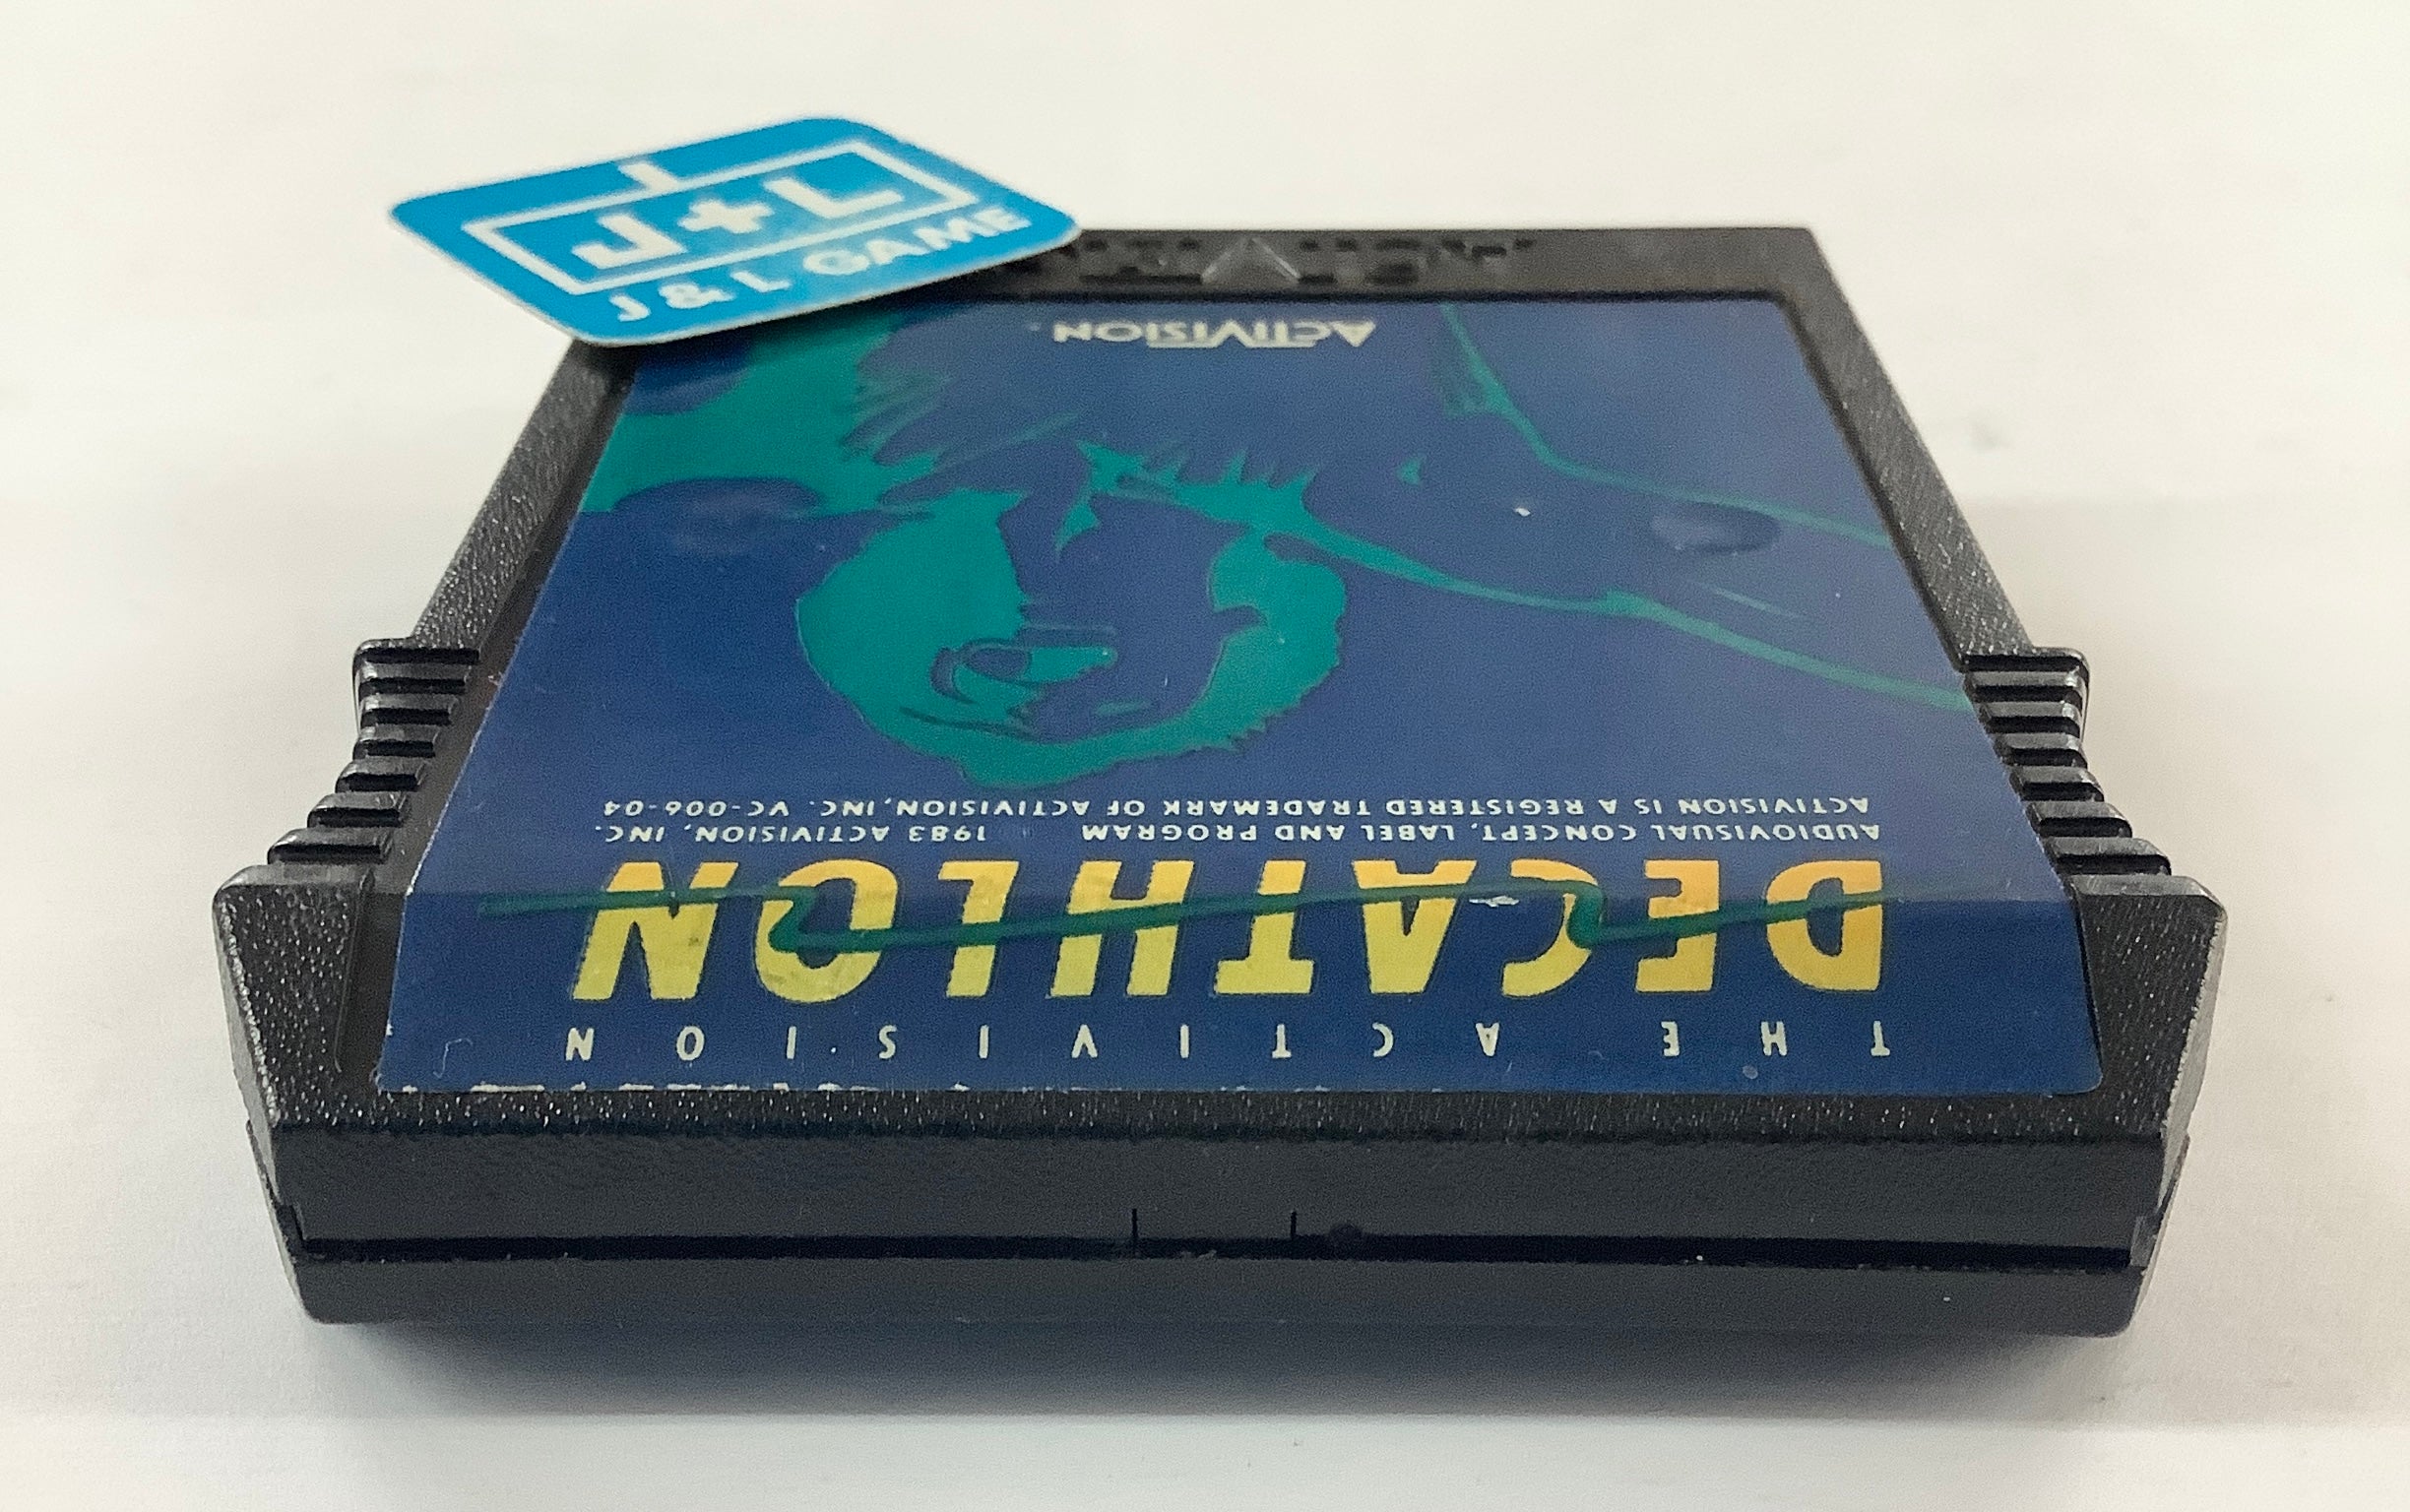 J+L
J & L GAME
THE ACTIVISION
DECATHLON
AUDIOVISUAL CONCEPT, LABEL AND PROGRAM 1983 ACTIVISION, INC.
ACTIVISION IS A REGISTERED TRADEMARK OF ACTIVISION, INC. VC-006-04
ACTIVISION.